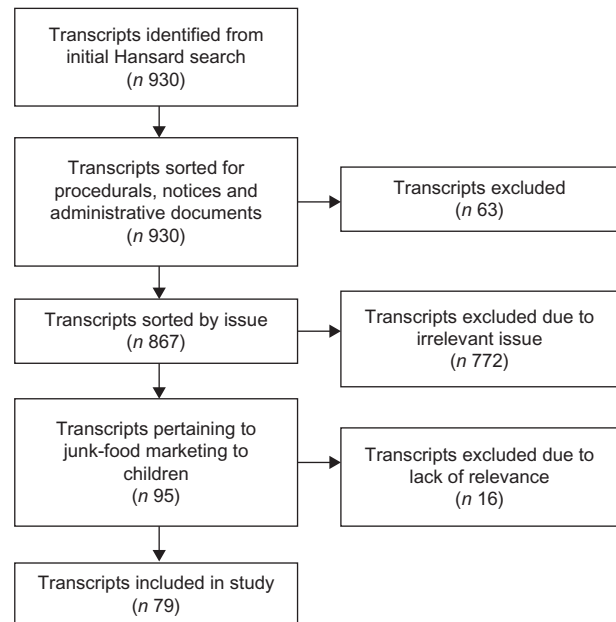 Transcripts identified from
initial Hansard search
(n 930)
Transcripts sorted for
procedurals, notices and
administrative documents
(n 930)
Transcripts excluded
(n 63)
Transcripts sorted by issue
(n 867)
Transcripts excluded due to
irrelevant issue
(n 772)
Transcripts pertaining to
junk-food marketing to
children
(n 95)
Transcripts excluded due to
lack of relevance
(n 16)
Transcripts included in study
(n 79)